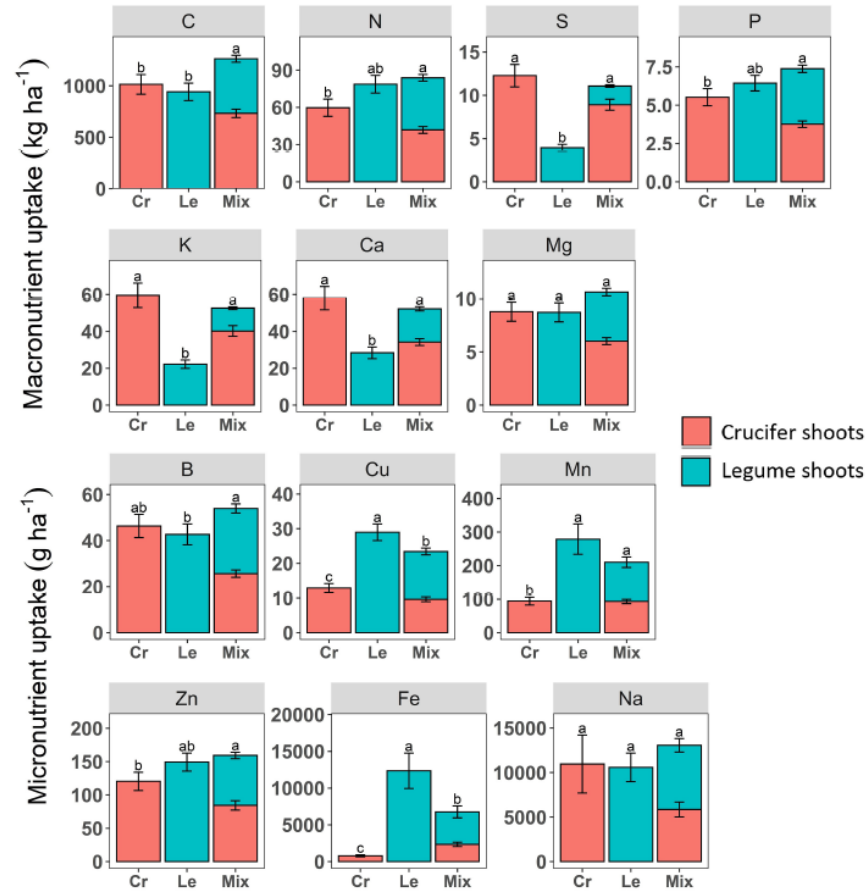 C N S P
a a a a
b b b ab a b b ab
1000 90 15 7.5
60 10 5.0
500 30 5 2.5
0 0 0 0.0
Cr Le Mix Cr Le Mix Cr Le Mix Cr Le Mix
Macronutrient uptake (kg ha⁻¹)
K Ca Mg
a a a a a a a
b b
60 60 10
40 40
20 20 5
0 0 0
Cr Le Mix Cr Le Mix Cr Le Mix
Crucifer shoots
Legume shoots
B Cu Mn
ab b a c a b b a a
60 40 400
40 30 300
20 20 200
10 100
0 0 0
Cr Le Mix Cr Le Mix Cr Le Mix
Micronutrient uptake (g ha⁻¹)
Zn Fe Na
b ab a c a b a a a
200 20000 15000
150 15000
100 10000 10000
50 5000 5000
0 0 0
Cr Le Mix Cr Le Mix Cr Le Mix